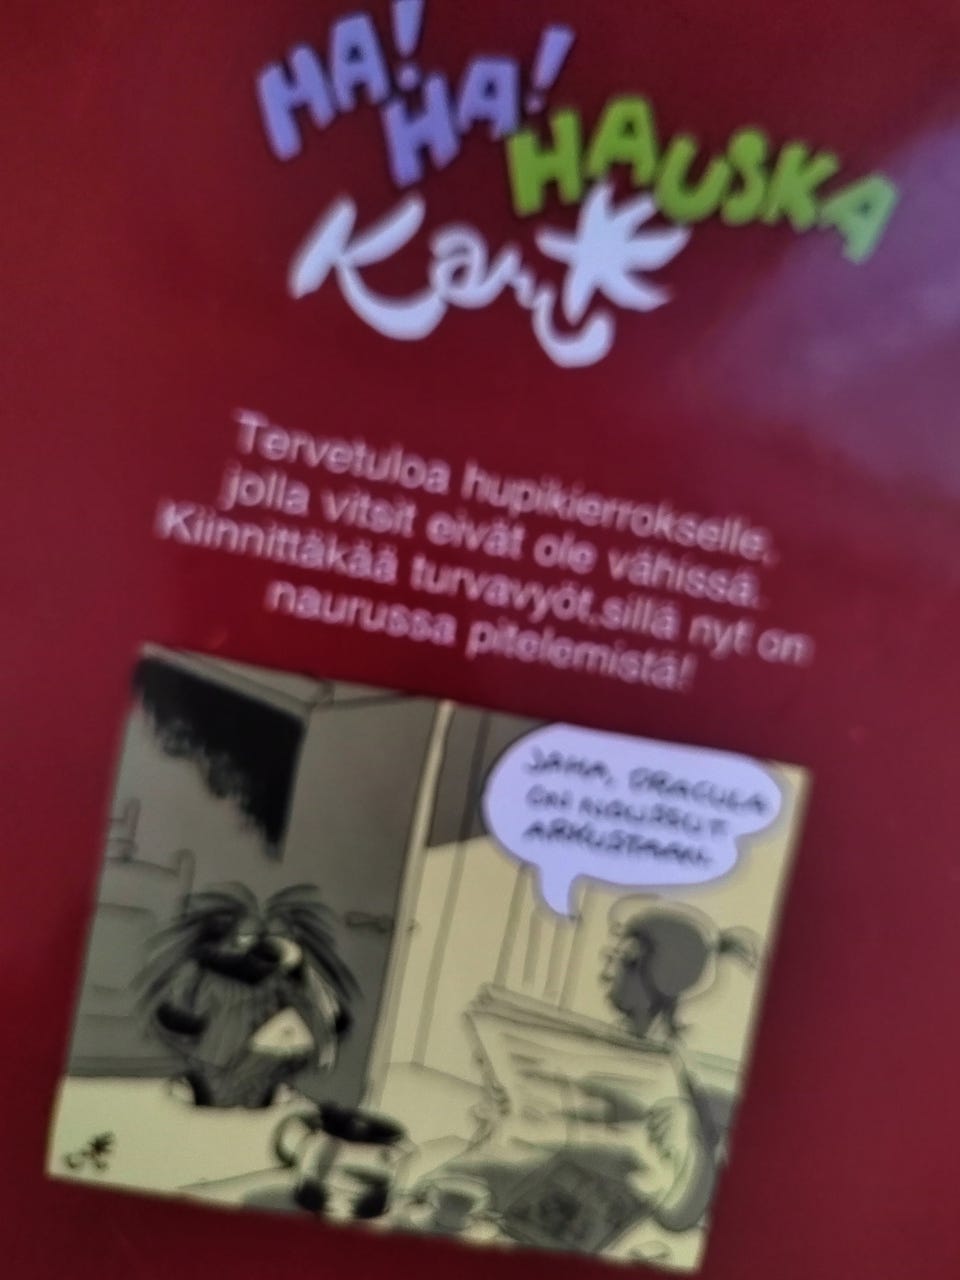 HA! HA! HAUSKA
Kari
Tervetuloa hupikierrokselle,
jolla vitsit eivät ole vähissä.
Kiinnittäkää turvavyöt,sillä nyt on
naurussa pitelemistä!
JAHA, DRACULA
ON NOUSSUT
ARKUSTAAN.